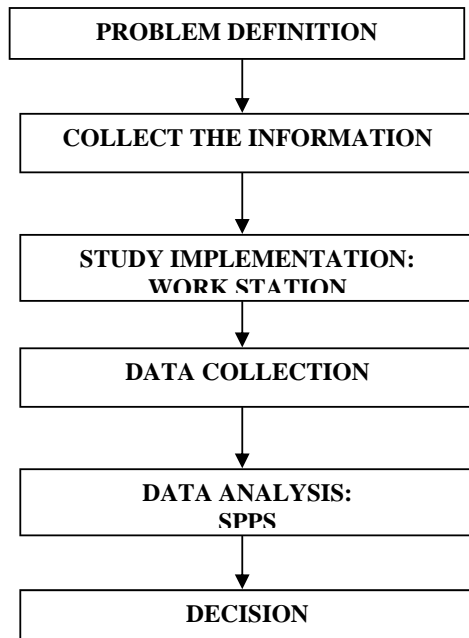 PROBLEM DEFINITION
COLLECT THE INFORMATION
STUDY IMPLEMENTATION:
WORK STATION
DATA COLLECTION
DATA ANALYSIS:
SPPS
DECISION